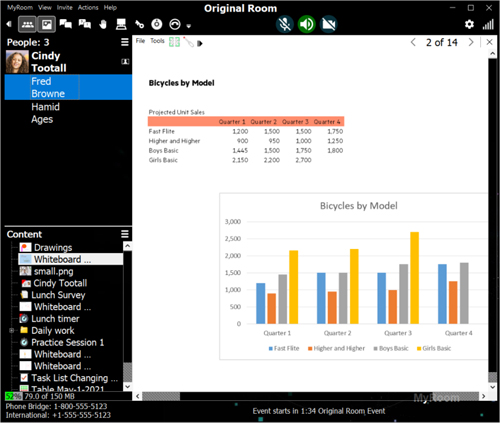 MyRoom View Invite Actions Help
Original Room
People: 3
Cindy
Tootall
Fred
Browne
Hamid
Ages
Content
Drawings
Whiteboard ...
small.png
Cindy Tootall
Lunch Survey
Whiteboard ...
Lunch timer
Daily work
Practice Session 1
Whiteboard ...
Whiteboard ...
Task List Changing ...
Table May-1-2021
52% 79.0 of 150 MB
Phone Bridge: 1-800-555-5123
International: +1-555-555-5123
File Tools
2 of 14
Bicycles by Model
Projected Unit Sales
Quarter 1 Quarter 2 Quarter 3 Quarter 4
Fast Flite 1,200 1,500 1,500 1,750
Higher and Higher 900 950 1,000 1,250
Boys Basic 1,445 1,500 1,750 1,800
Girls Basic 2,150 2,200 2,700
Bicycles by Model
3,000
2,500
2,000
1,500
1,000
500
0
Quarter 1 Quarter 2 Quarter 3 Quarter 4
Fast Flite Higher and Higher Boys Basic Girls Basic
MyRoom
Event starts in 1:34 Original Room Event